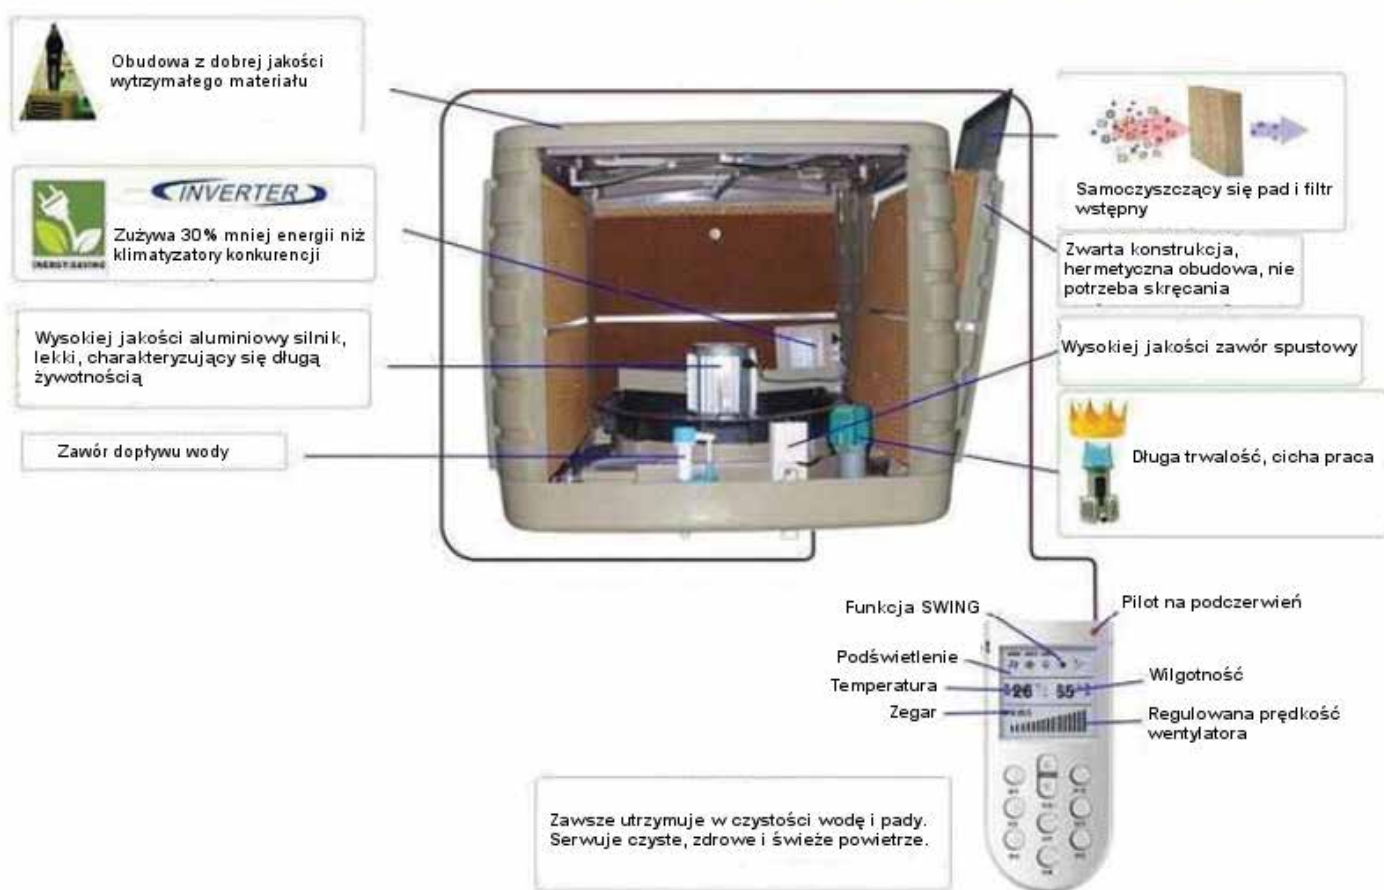 Obudowa z dobrej jakości
wytrzymałego materiału
INVERTER
Zużywa 30% mniej energii niż
klimatyzatory konkurencji
ENERGY SAVING
Wysokiej jakości aluminiowy silnik,
lekki, charakteryzujący się długą
żywotnością
Zawór dopływu wody
Samoczyszczący się pad i filtr
wstępny
Zwarta konstrukcja,
hermetyczna obudowa, nie
potrzeba skręcania
Wysokiej jakości zawór spustowy
Długa trwalość, cicha praca
Funkcja SWING
Pilot na podczerwień
Podświetlenie
Temperatura
Zegar
Wilgotność
Regulowana prędkość
wentylatora
26
55
Zawsze utrzymuje w czystości wodę i pady.
Serwuje czyste, zdrowe i świeże powietrze.